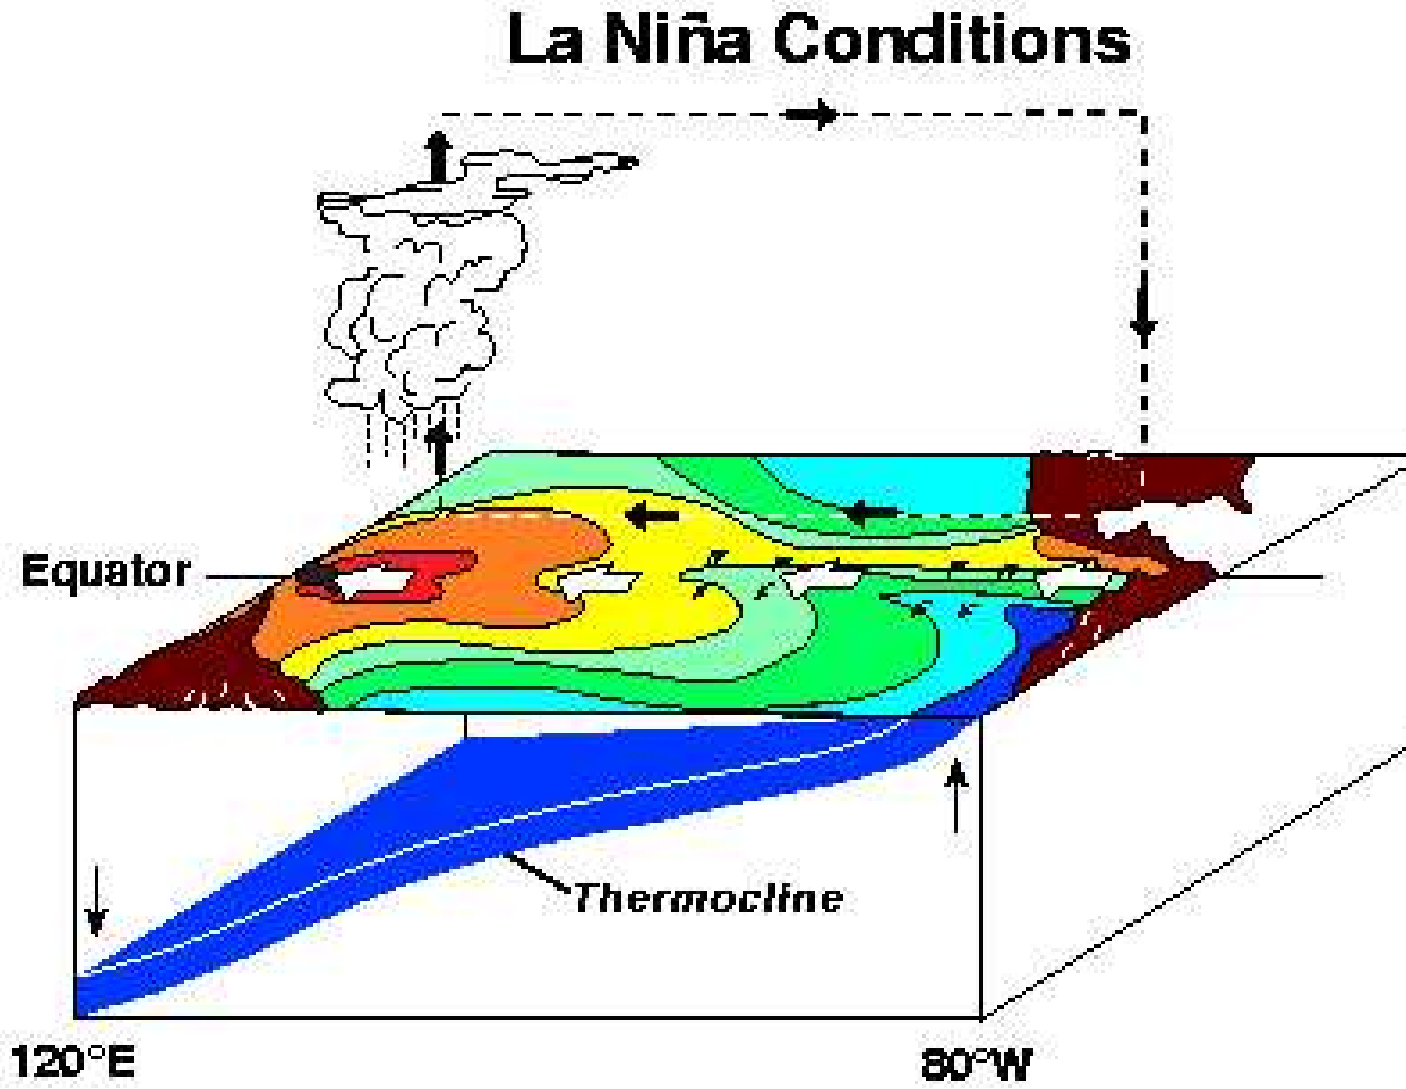 La Niña Conditions
Equator
Thermocline
120°E
80°W